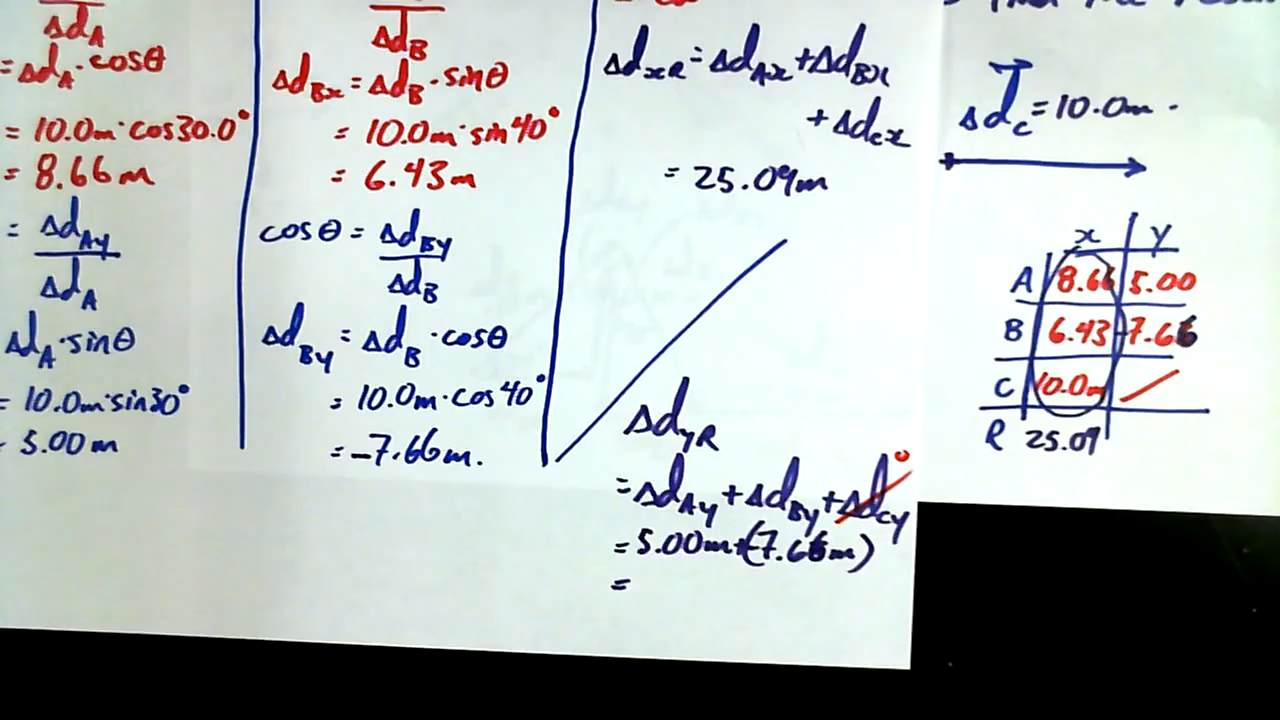 Δd_A
= Δd_A · cosθ
= 10.0m · cos30.0°
= 8.66m
= Δd_Ay
Δd_A
Δd_A · sinθ
= 10.0m · sin30°
5.00m
Δd_B
Δd_Bx = Δd_B · sinθ
= 10.0m · sin40°
= 6.43m
cosθ = Δd_By
Δd_B
Δd_By = Δd_B · cosθ
= 10.0m · cos40°
= -7.66m.
Δd_xR = Δd_Ax + Δd_Bx
+ Δd_cx
= 25.09m
Δd_yR
= Δd_Ay + Δd_By + Δd_cy 0
= 5.00m + (-7.66m)
=
Δd_c = 10.0m
x y
A 8.66 5.00
B 6.43 -7.66
C 10.0m
R 25.09